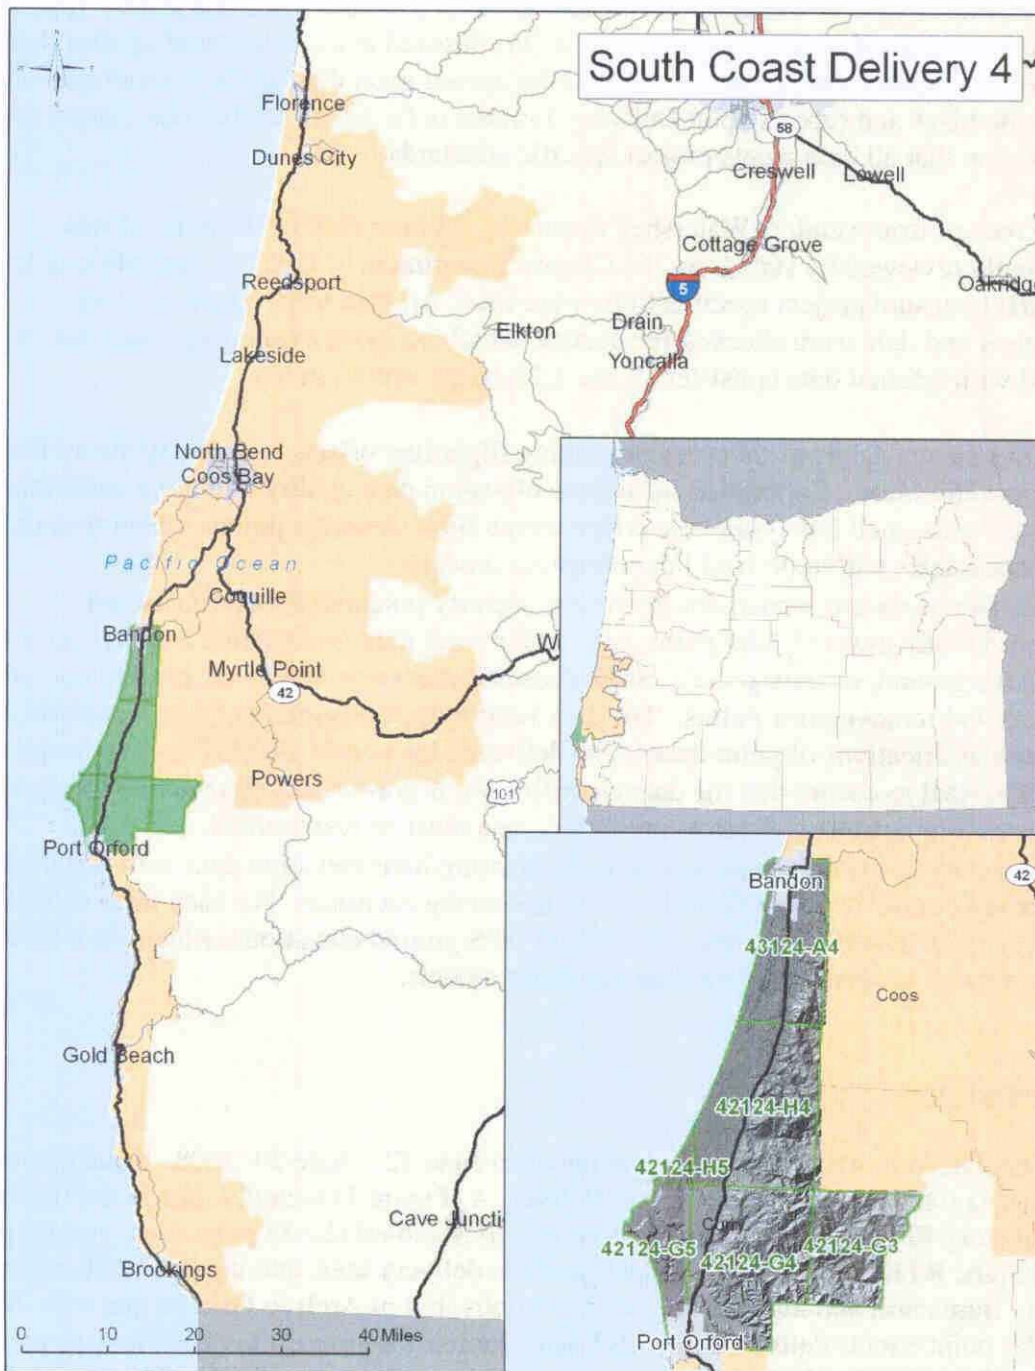 South Coast Delivery 4
Florence
58
Dunes City
Creswell
Lowell
Cottage Grove
Reedsport
Oakridge
5
Elkton
Drain
Lakeside
Yoncalla
North Bend
Coos Bay
Pacific Ocean
Coquille
Bandon
W
Myrtle Point
42
Powers
101
Port Orford
Bandon
42
43124-A4
Coos
Gold Beach
42124-H4
42124-H5
Cave Juncti
Curry
42124-G5
42124-G4
42124-G3
Brookings
Port Orford
0 10 20 30 40 Miles